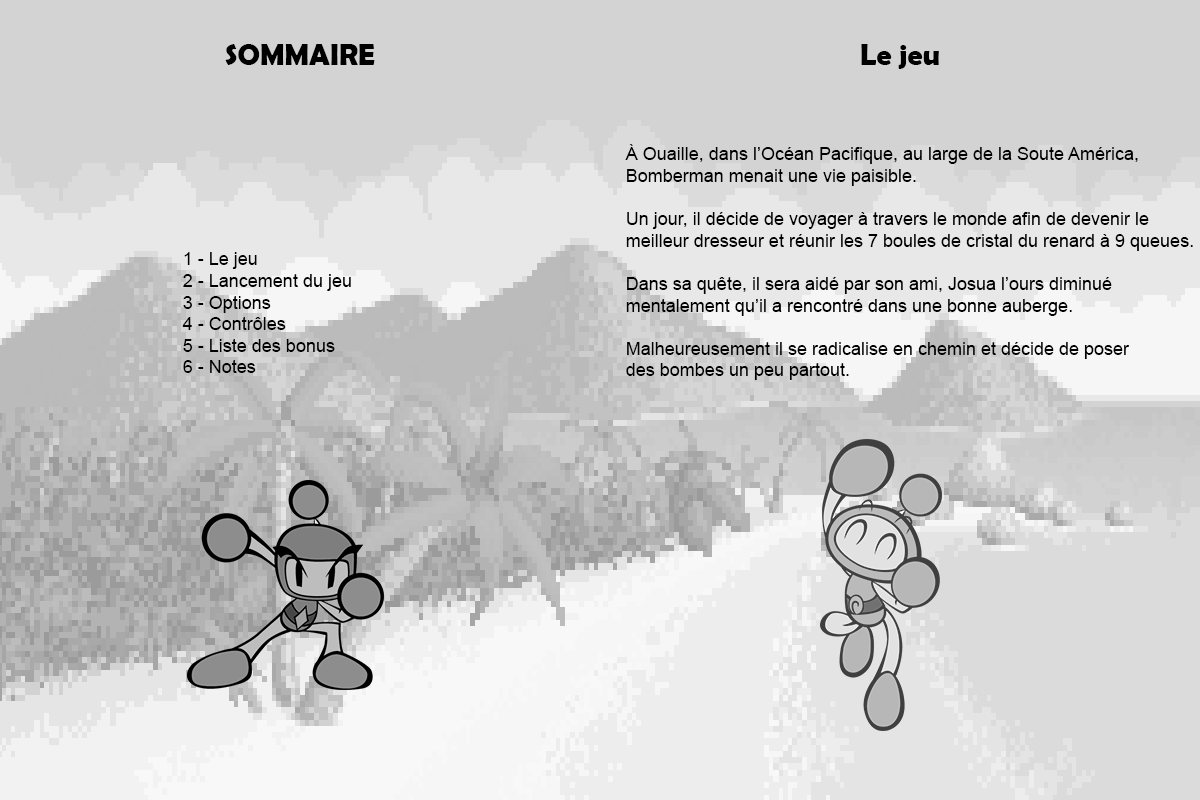 SOMMAIRE
1 - Le jeu
2 - Lancement du jeu
3 - Options
4 - Contrôles
5 - Liste des bonus
6 - Notes
Le jeu
À Ouaille, dans l’Océan Pacifique, au large de la Soute América,
Bomberman menait une vie paisible.
Un jour, il décide de voyager à travers le monde afin de devenir le
meilleur dresseur et réunir les 7 boules de cristal du renard à 9 queues.
Dans sa quête, il sera aidé par son ami, Josua l’ours diminué
mentalement qu’il a rencontré dans une bonne auberge.
Malheureusement il se radicalise en chemin et décide de poser
des bombes un peu partout.